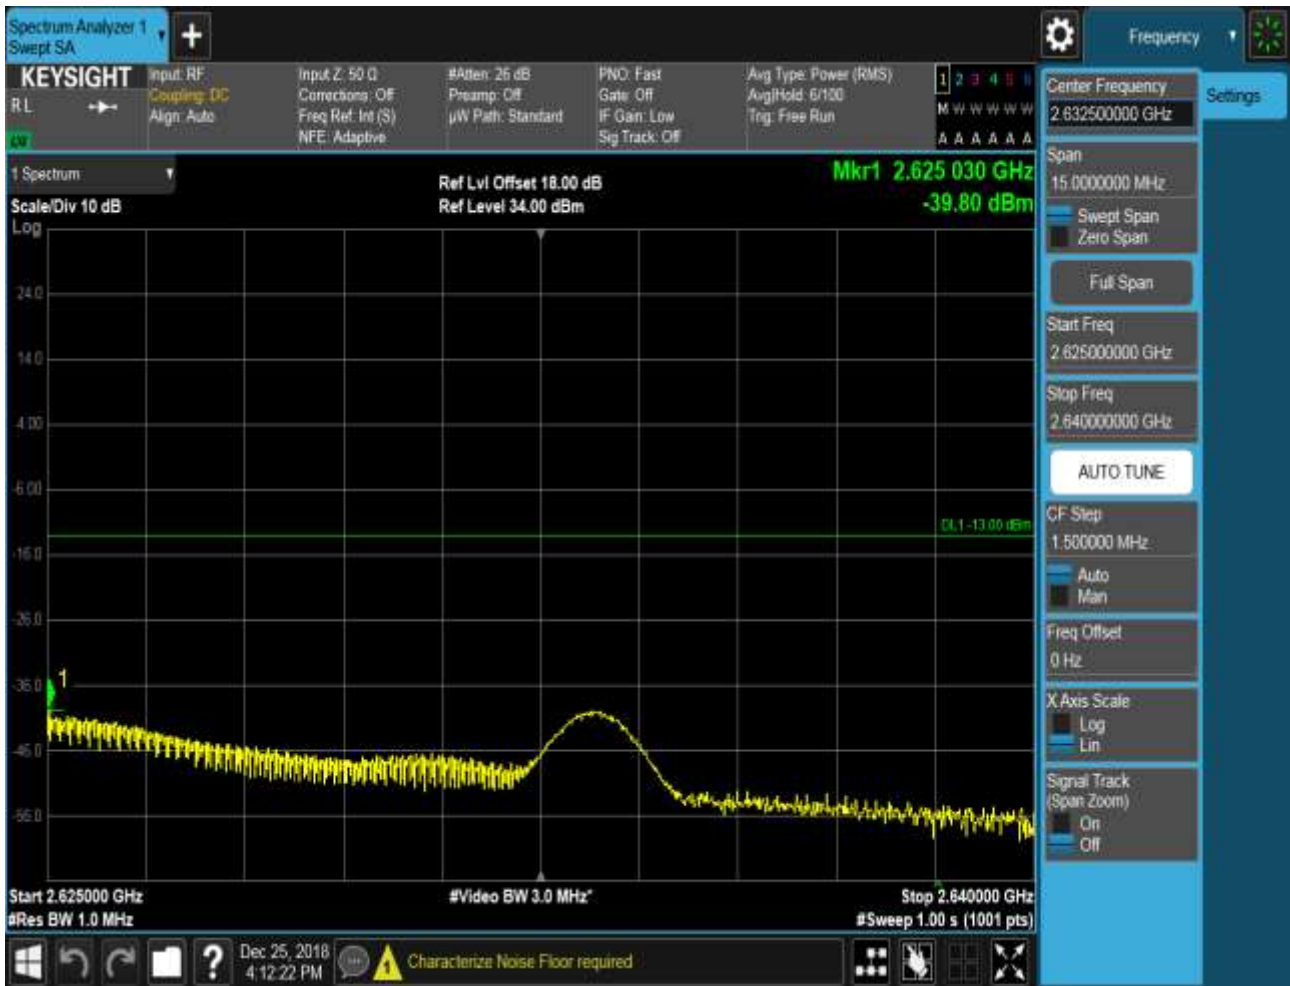 Spectrum Analyzer 1
Swept SA
Frequency
KEYSIGHT
R L
Input: RF
Coupling: DC
Align: Auto
Input Z: 50 Ω
Corrections: Off
Freq Ref: Int (S)
NFE: Adaptive
#Atten: 26 dB
Preamp: Off
µW Path: Standard
PNO: Fast
Gate: Off
IF Gain: Low
Sig Track: Off
Avg Type: Power (RMS)
Avg|Hold: 6/100
Trig: Free Run
1 2 3 4 5 6
M W W W W W
A A A A A A
1 Spectrum
Scale/Div 10 dB
Ref Lvl Offset 18.00 dB
Ref Level 34.00 dBm
Mkr1 2.625 030 GHz
-39.80 dBm
Log
24.0
14.0
4.00
-6.00
-16.0
-26.0
-36.0
-46.0
-56.0
DL1 -13.00 dBm
1
Start 2.625000 GHz
#Res BW 1.0 MHz
#Video BW 3.0 MHz*
Stop 2.640000 GHz
#Sweep 1.00 s (1001 pts)
Center Frequency
2.632500000 GHz
Settings
Span
15.0000000 MHz
Swept Span
Zero Span
Full Span
Start Freq
2.625000000 GHz
Stop Freq
2.640000000 GHz
AUTO TUNE
CF Step
1.500000 MHz
Auto
Man
Freq Offset
0 Hz
X Axis Scale
Log
Lin
Signal Track
(Span Zoom)
On
Off
?
Dec 25, 2018
4:12:22 PM
1
Characterize Noise Floor required